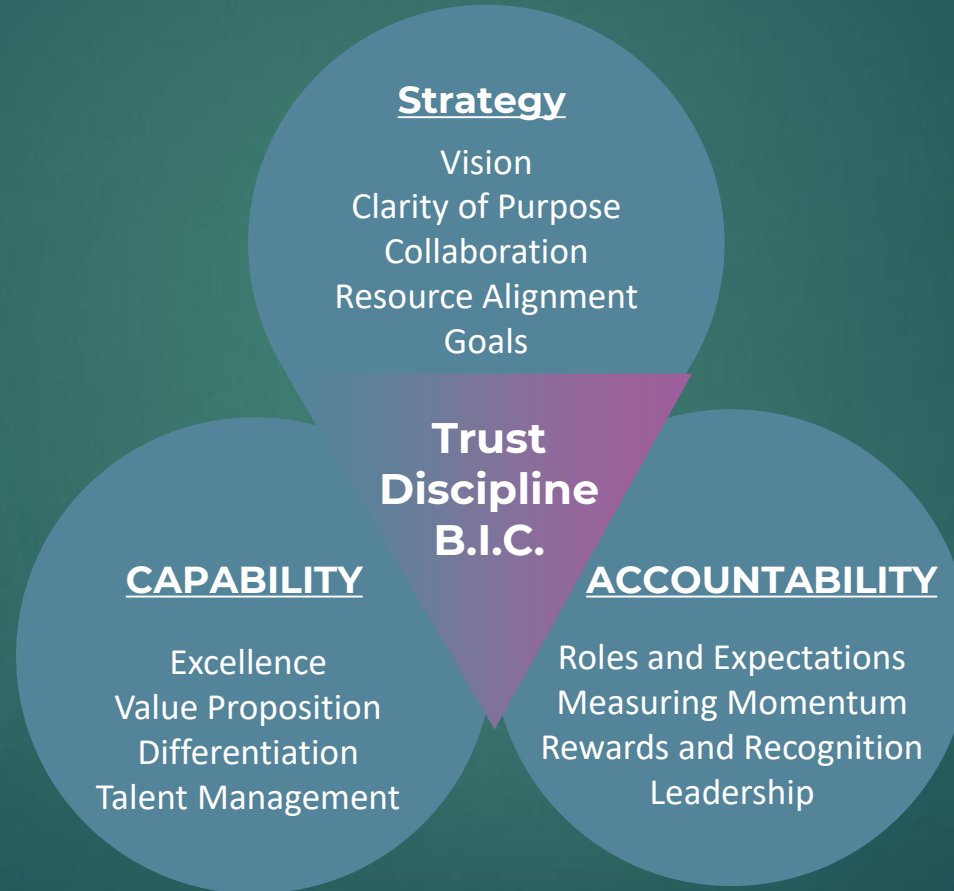 Strategy
Vision
Clarity of Purpose
Collaboration
Resource Alignment
Goals
Trust
Discipline
B.I.C.
CAPABILITY
Excellence
Value Proposition
Differentiation
Talent Management
ACCOUNTABILITY
Roles and Expectations
Measuring Momentum
Rewards and Recognition
Leadership